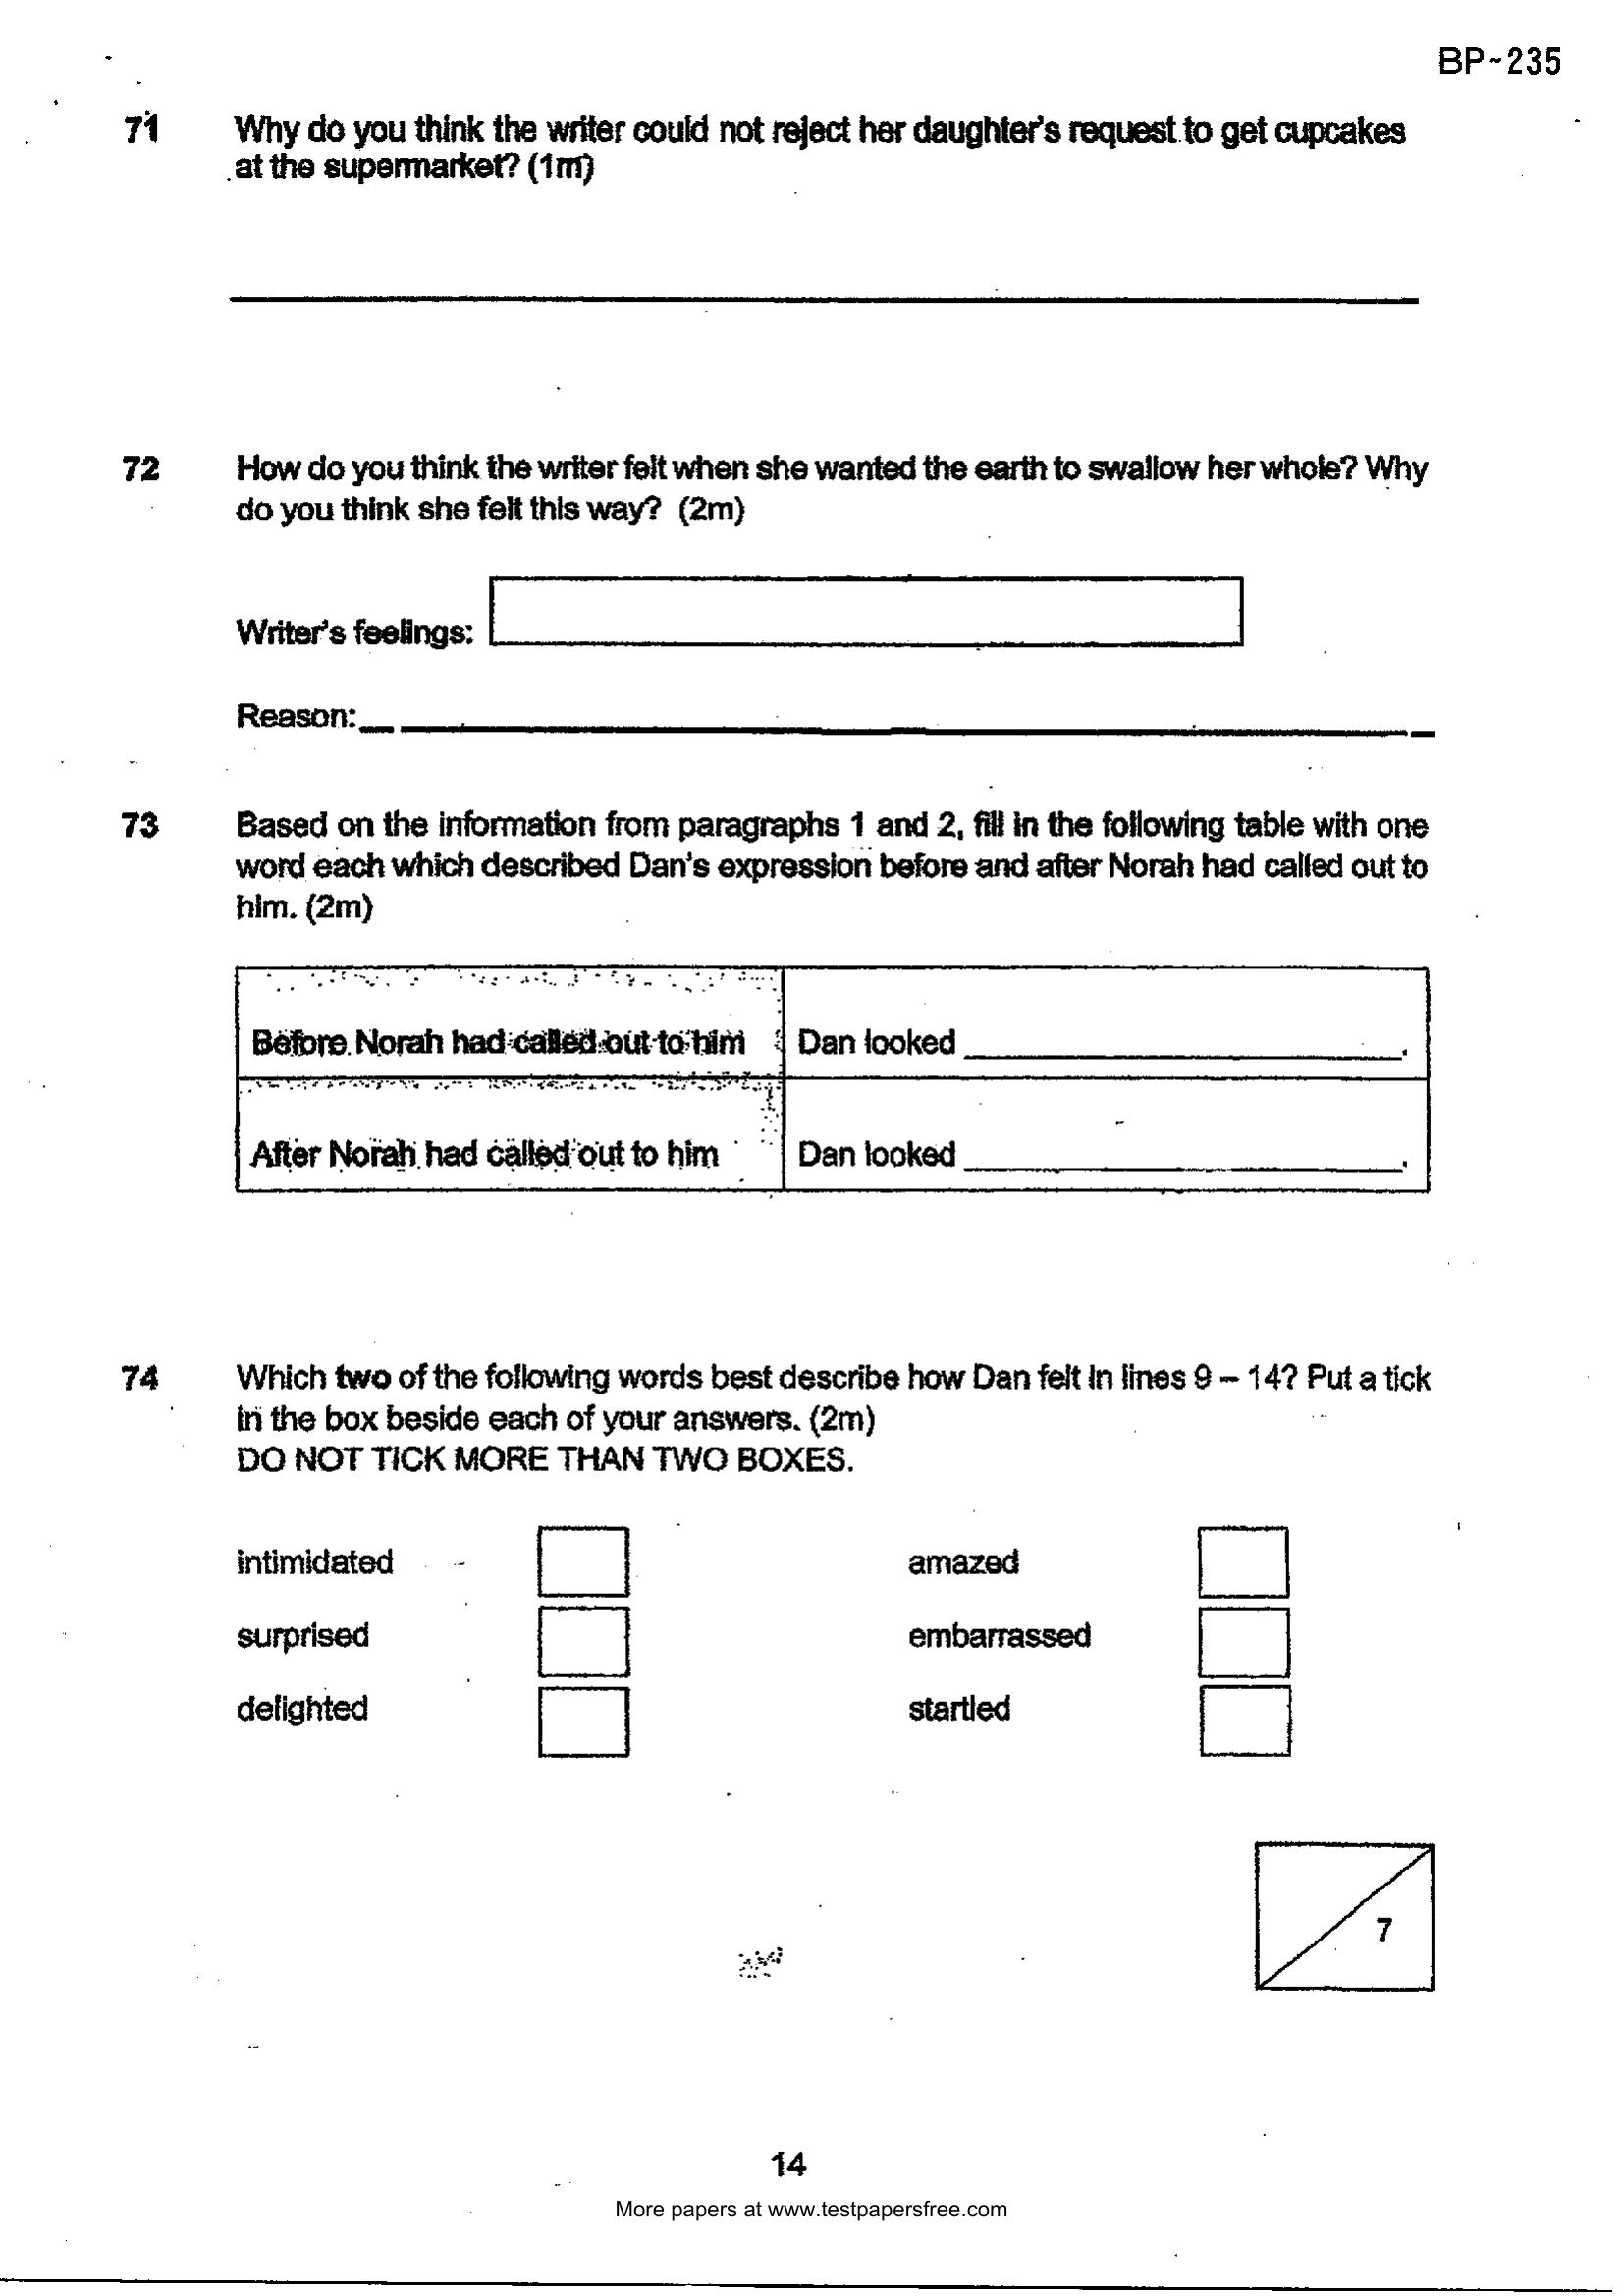 BP~235
71 Why do you think the writer could not reject her daughter's request to get cupcakes
at the supermarket? (1m)
72 How do you think the writer felt when she wanted the earth to swallow her whole? Why
do you think she felt this way? (2m)
Writer's feelings:
Reason:
73 Based on the information from paragraphs 1 and 2, fill in the following table with one
word each which described Dan's expression before and after Norah had called out to
him. (2m)
Before Norah had called out to him Dan looked .
After Norah had called out to him Dan looked .
74 Which two of the following words best describe how Dan felt in lines 9 – 14? Put a tick
in the box beside each of your answers. (2m)
DO NOT TICK MORE THAN TWO BOXES.
intimidated amazed
surprised embarrassed
delighted startled
7
14
More papers at www.testpapersfree.com